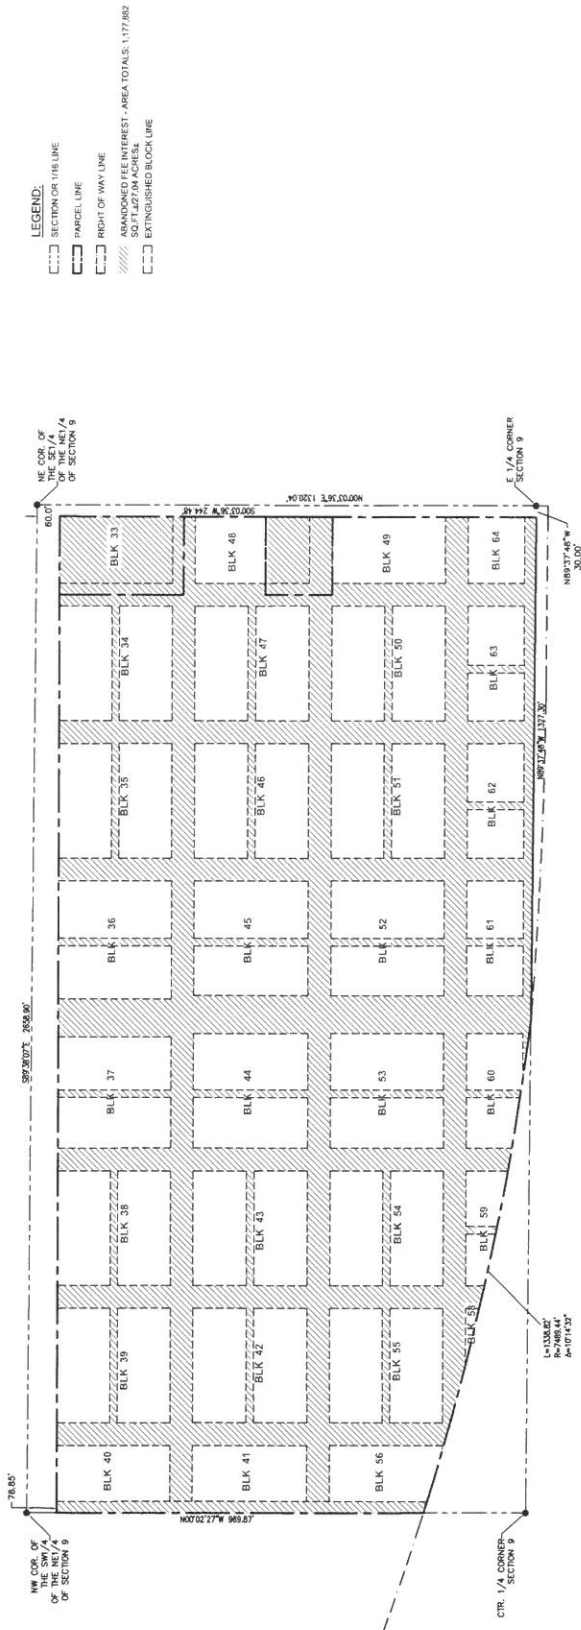 LEGEND:
SECTION OR 1/16 LINE
PARCEL LINE
RIGHT OF WAY LINE
ABANDONED FEE INTEREST - AREA TOTALS: 1,177,882
SQ.FT.±/27.04 ACRES±
EXTINGUISHED BLOCK LINE
NW COR. OF
THE SW1/4
OF THE NE1/4
OF SECTION 9
78.85'
S89°38'07"E 2658.90'
NE COR. OF
THE SE1/4
OF THE NE1/4
OF SECTION 9
60.0'
BLK 40
BLK 39
BLK 38
BLK 37
BLK 36
BLK 35
BLK 34
BLK 33
S00°03'36"W 244.48'
N00°03'36"E 1320.04'
N00°02'27"W 969.87'
BLK 41
BLK 42
BLK 43
BLK 44
BLK 45
BLK 46
BLK 47
BLK 48
BLK 56
BLK 55
BLK 54
BLK 53
BLK 52
BLK 51
BLK 50
BLK 49
BLK 58
BLK 59
BLK 60
BLK 61
BLK 62
BLK 63
BLK 64
CTR. 1/4 CORNER
SECTION 9
L=1338.82'
R=7489.44'
Δ=10°14'32"
N89°37'48"W 1327.30'
E 1/4 CORNER
SECTION 9
N89°37'48"W
30.00'